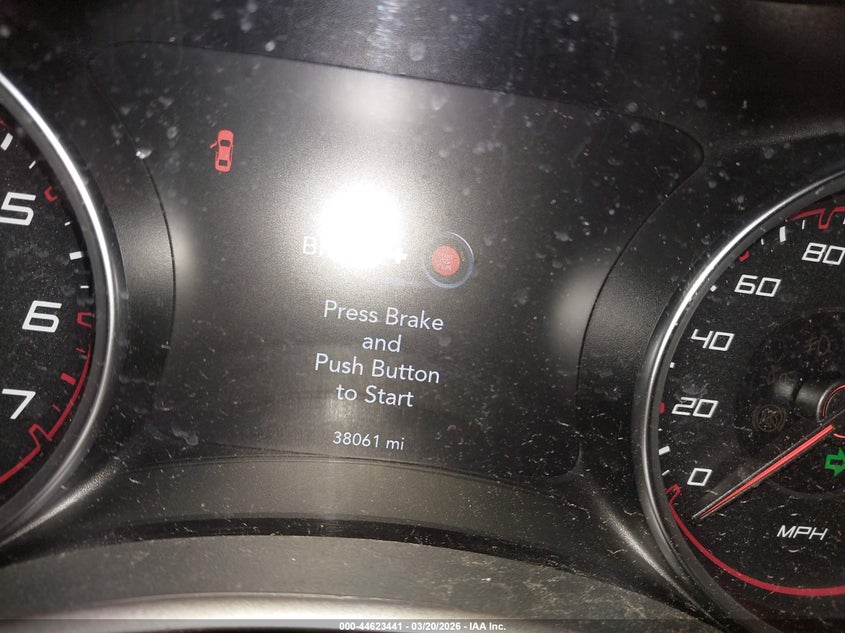 5
6
7
Press Brake
and
Push Button
to Start
38061 mi
80
60
40
20
0
MPH
000-44623441 - 03/20/2026 - IAA Inc.